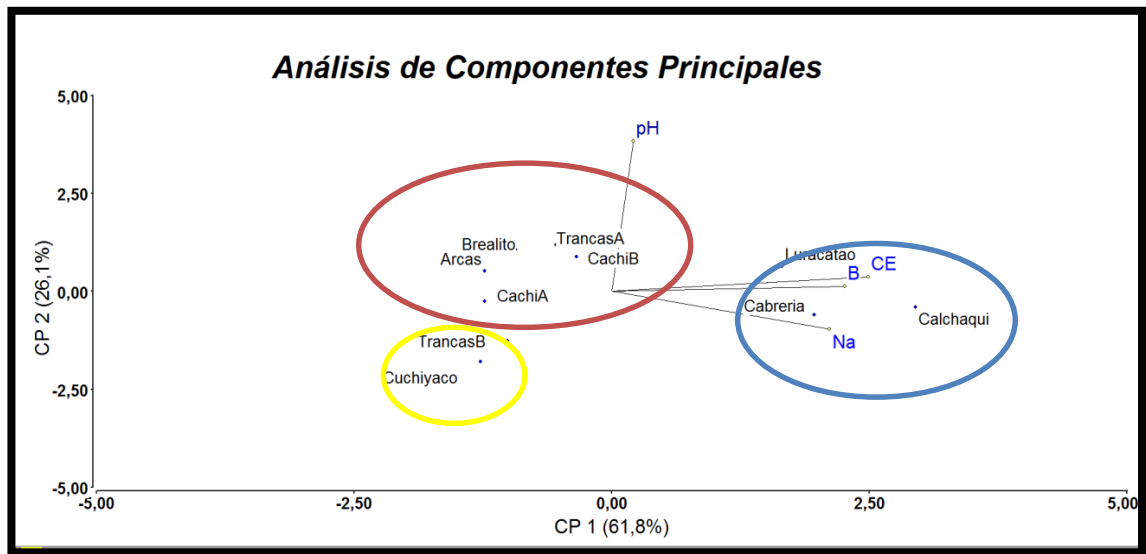 Análisis de Componentes Principales
5,00
pH
2,50
TrancasA
Brealito
Arcas
CachiB
Luracatao
CE
B
CP 2 (26,1%)
0,00
CachiA
Cabreria
Calchaqui
Na
TrancasB
Cuchiyaco
-2,50
-5,00
-5,00
-2,50
0,00
2,50
5,00
CP 1 (61,8%)